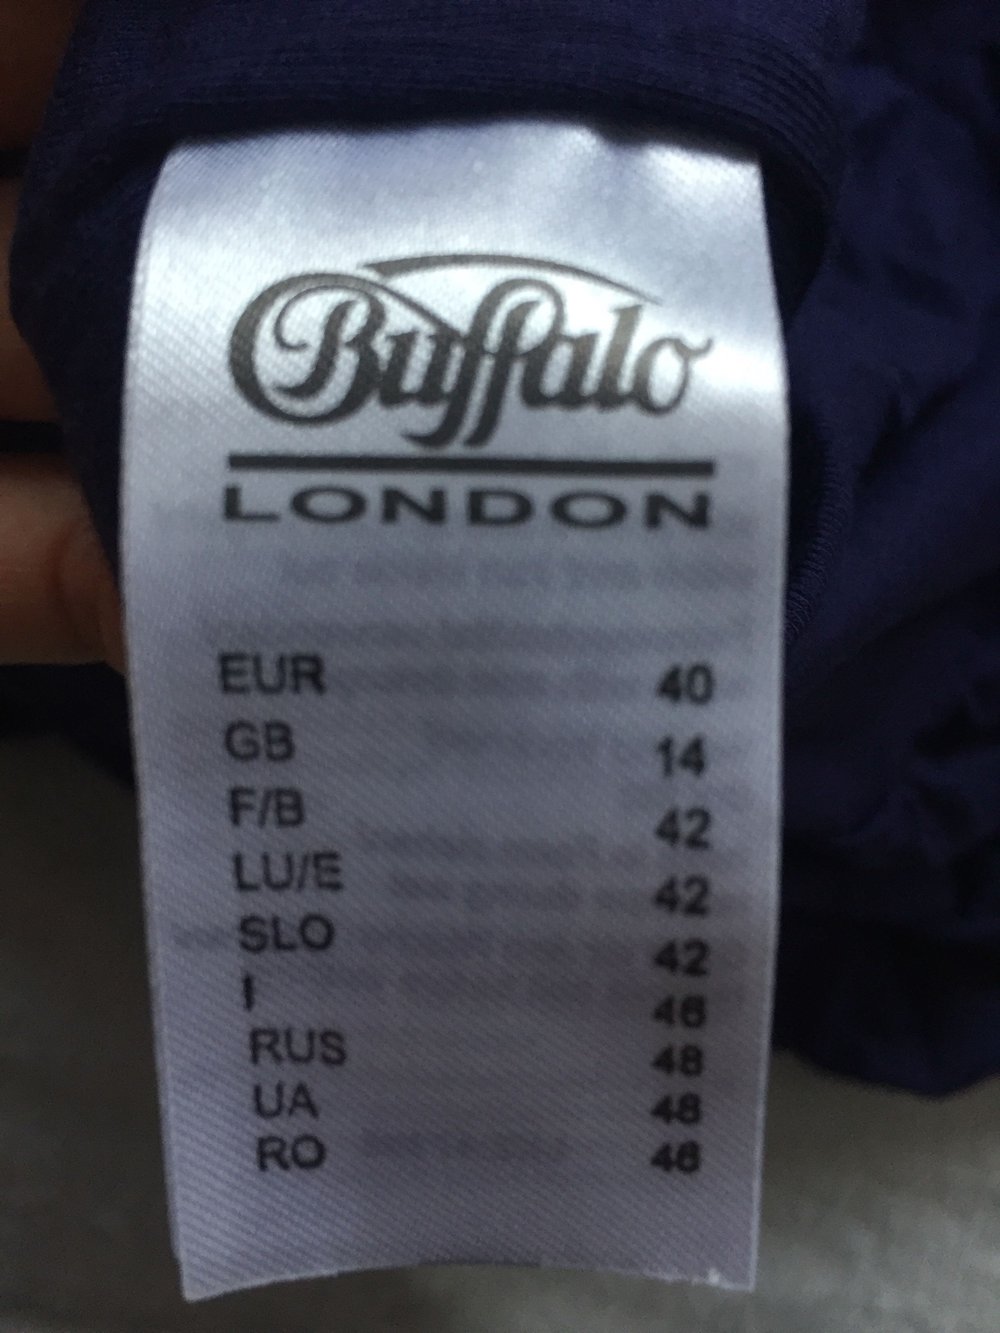 Buffalo
LONDON
EUR 40
GB 14
F/B 42
LU/E 42
SLO 42
I 46
RUS 48
UA 48
RO 46